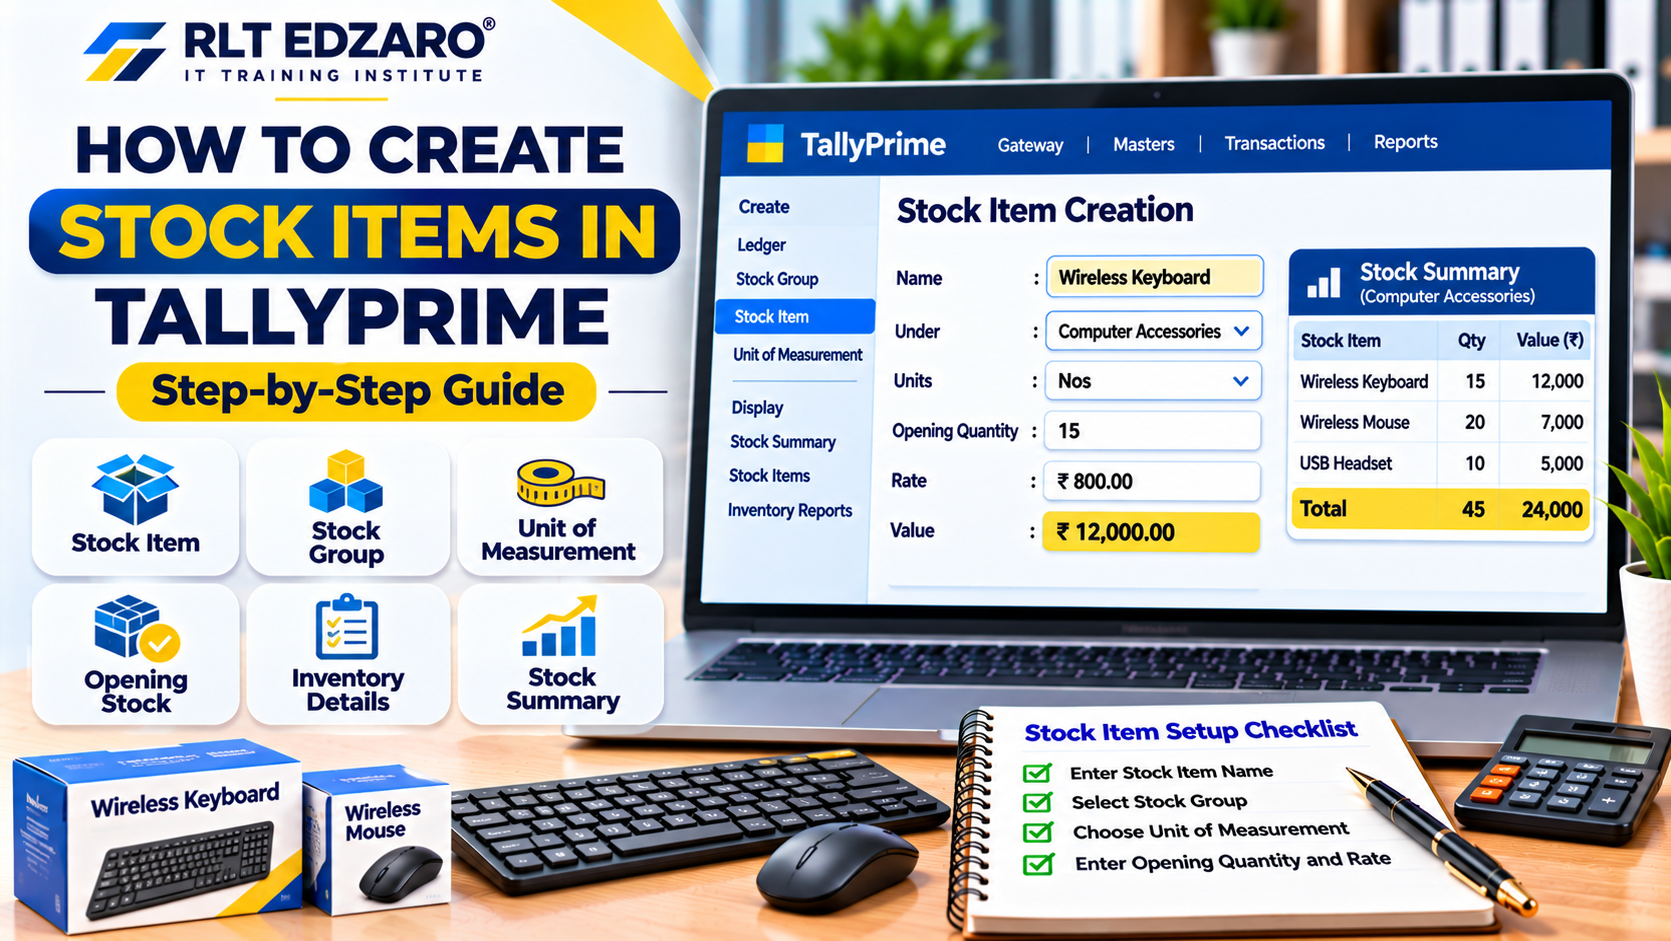 RLT EDZARO®
IT TRAINING INSTITUTE
HOW TO CREATE
STOCK ITEMS IN
TALLYPRIME
Step-by-Step Guide
Stock Item
Stock
Group
Unit of
Measurement
Opening
Stock
Inventory
Details
Stock
Summary
TallyPrime
Gateway | Masters | Transactions | Reports
Create
Ledger
Stock Group
Stock Item
Unit of Measurement
Display
Stock Summary
Stock Items
Inventory Reports
Stock Item Creation
Name : Wireless Keyboard
Under : Computer Accessories
Units : Nos
Opening Quantity : 15
Rate : ₹ 800.00
Value : ₹ 12,000.00
Stock Summary
(Computer Accessories)
Stock Item Qty Value (₹)
Wireless Keyboard 15 12,000
Wireless Mouse 20 7,000
USB Headset 10 5,000
Total 45 24,000
Wireless Keyboard
Wireless
Mouse
Stock Item Setup Checklist
Enter Stock Item Name
Select Stock Group
Choose Unit of Measurement
Enter Opening Quantity and Rate